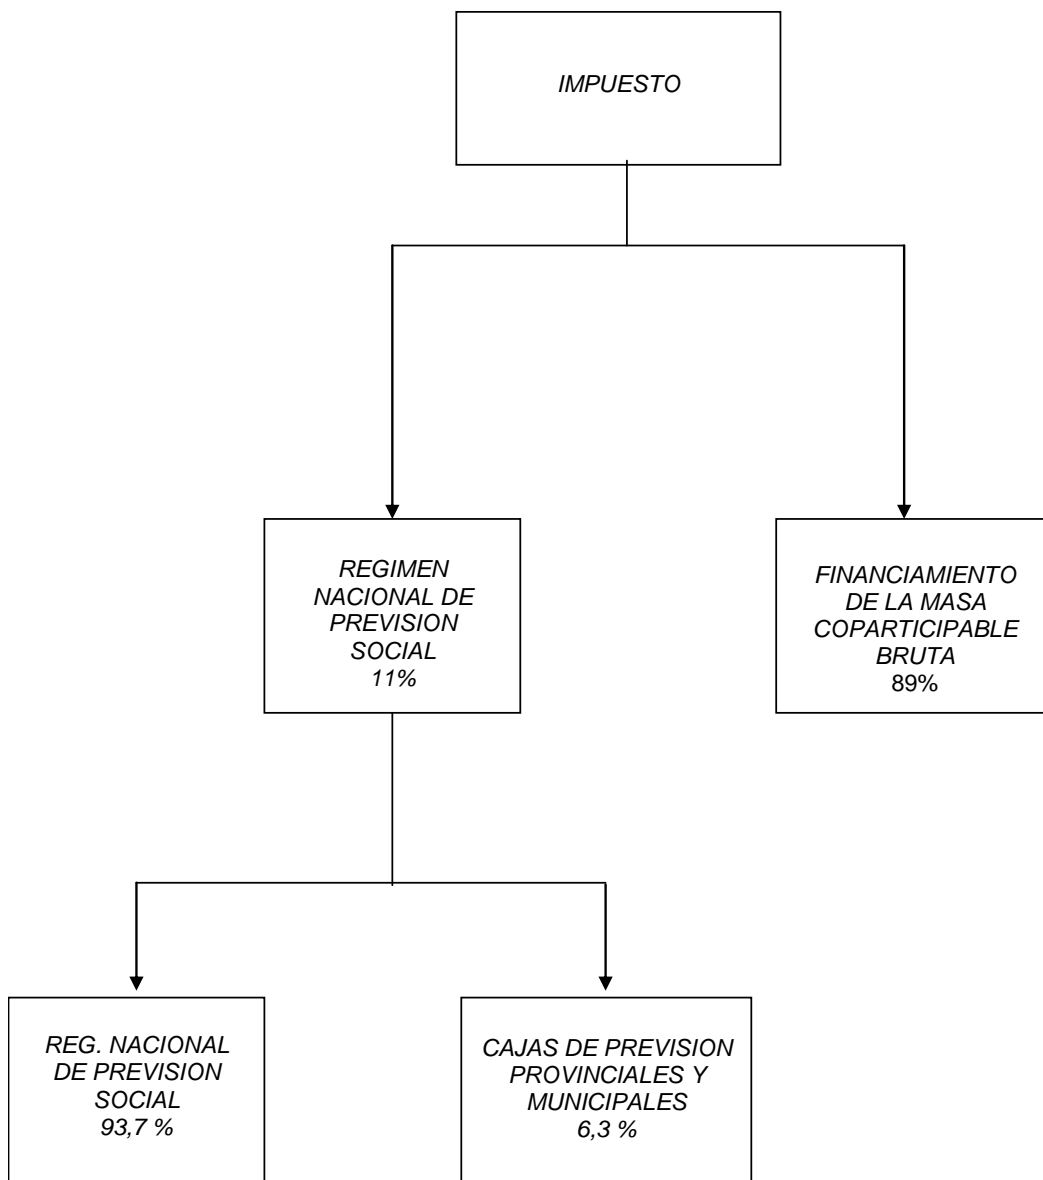 IMPUESTO
REGIMEN
NACIONAL DE
PREVISION
SOCIAL
11%
FINANCIAMIENTO
DE LA MASA
COPARTICIPABLE
BRUTA
89%
REG. NACIONAL
DE PREVISION
SOCIAL
93,7 %
CAJAS DE PREVISION
PROVINCIALES Y
MUNICIPALES
6,3 %